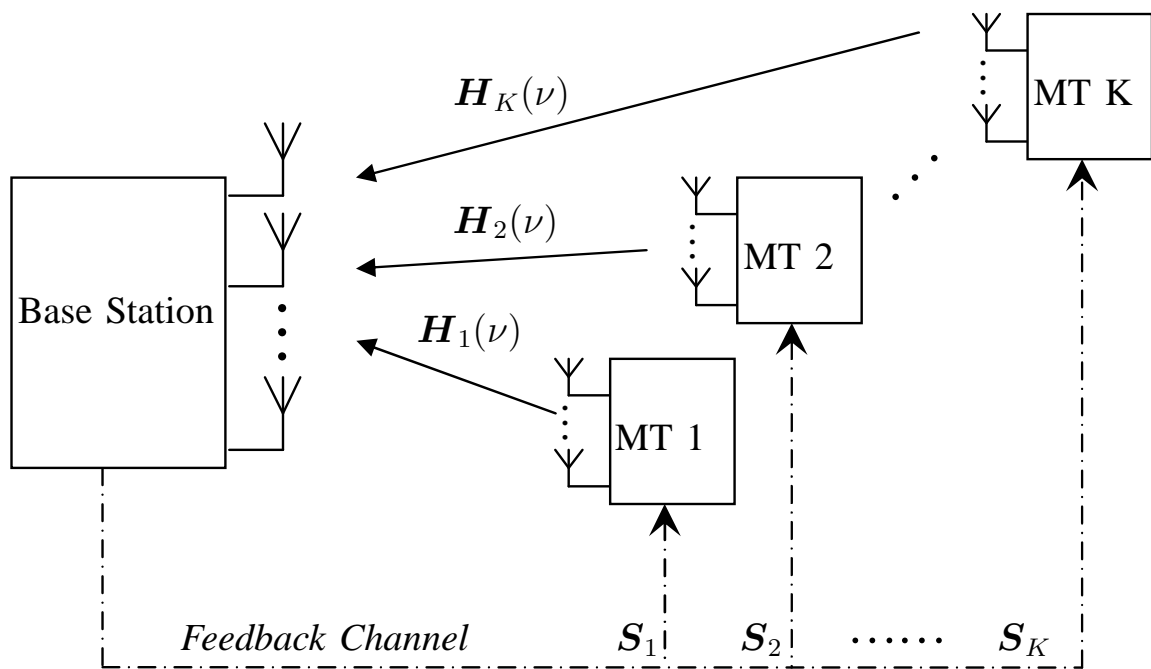 MT K
H_K(ν)
H_2(ν)
MT 2
Base Station
H_1(ν)
MT 1
Feedback Channel S_1 S_2 ...... S_K